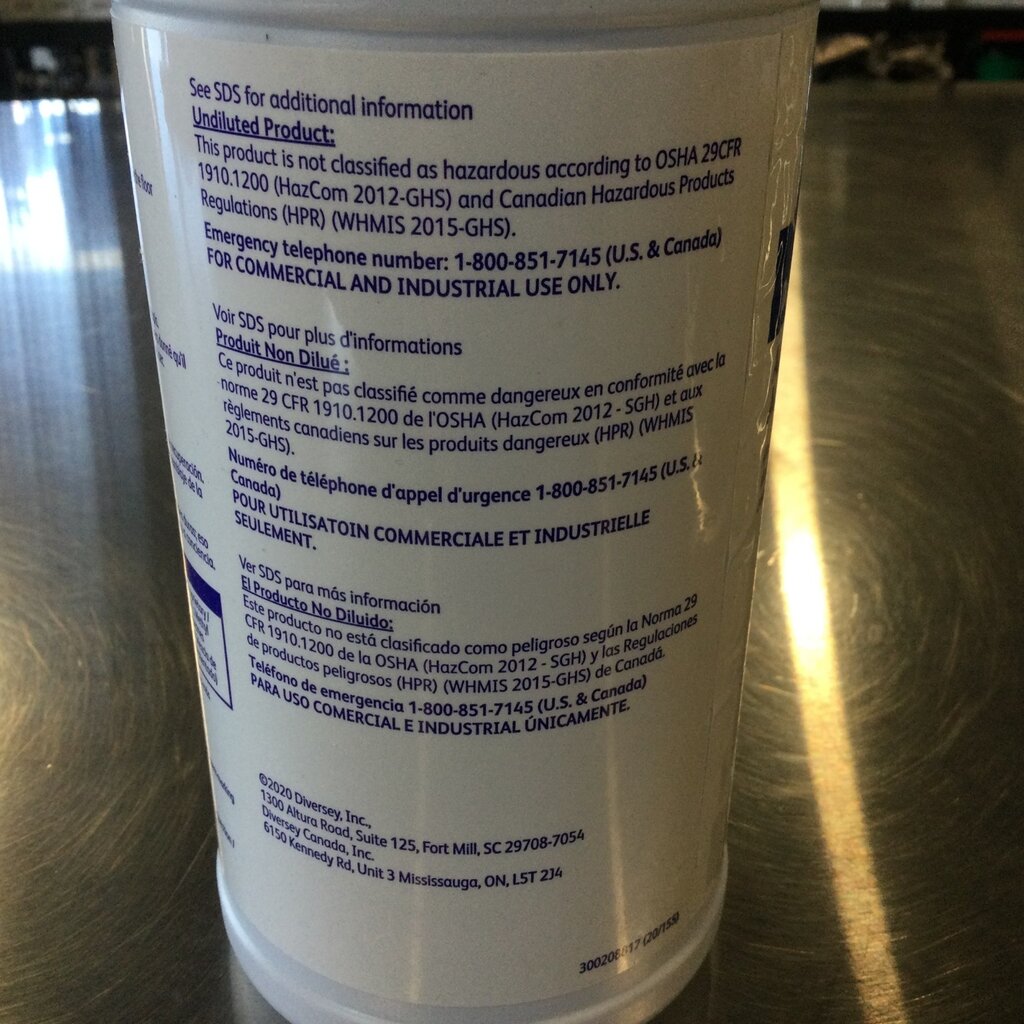 See SDS for additional information
Undiluted Product:
This product is not classified as hazardous according to OSHA 29CFR
1910.1200 (HazCom 2012-GHS) and Canadian Hazardous Products
Regulations (HPR) (WHMIS 2015-GHS).
Emergency telephone number: 1-800-851-7145 (U.S. & Canada)
FOR COMMERCIAL AND INDUSTRIAL USE ONLY.
Voir SDS pour plus d'informations
Produit Non Dilué :
Ce produit n'est pas classifié comme dangereux en conformité avec la
norme 29 CFR 1910.1200 de l'OSHA (HazCom 2012 - SGH) et aux
règlements canadiens sur les produits dangereux (HPR) (WHMIS
2015-GHS).
Numéro de téléphone d'appel d'urgence 1-800-851-7145 (U.S. &
Canada)
POUR UTILISATOIN COMMERCIALE ET INDUSTRIELLE
SEULEMENT.
Ver SDS para más información
El Producto No Diluido:
Este producto no está clasificado como peligroso según la Norma 29
CFR 1910.1200 de la OSHA (HazCom 2012 - SGH) y las Regulaciones
de productos peligrosos (HPR) (WHMIS 2015-GHS) de Canadá.
Teléfono de emergencia 1-800-851-7145 (U.S. & Canada)
PARA USO COMERCIAL E INDUSTRIAL ÚNICAMENTE.
©2020 Diversey, Inc.,
1300 Altura Road, Suite 125, Fort Mill, SC 29708-7054
Diversey Canada, Inc.
6150 Kennedy Rd, Unit 3 Mississauga, ON, L5T 2J4
(20/155)